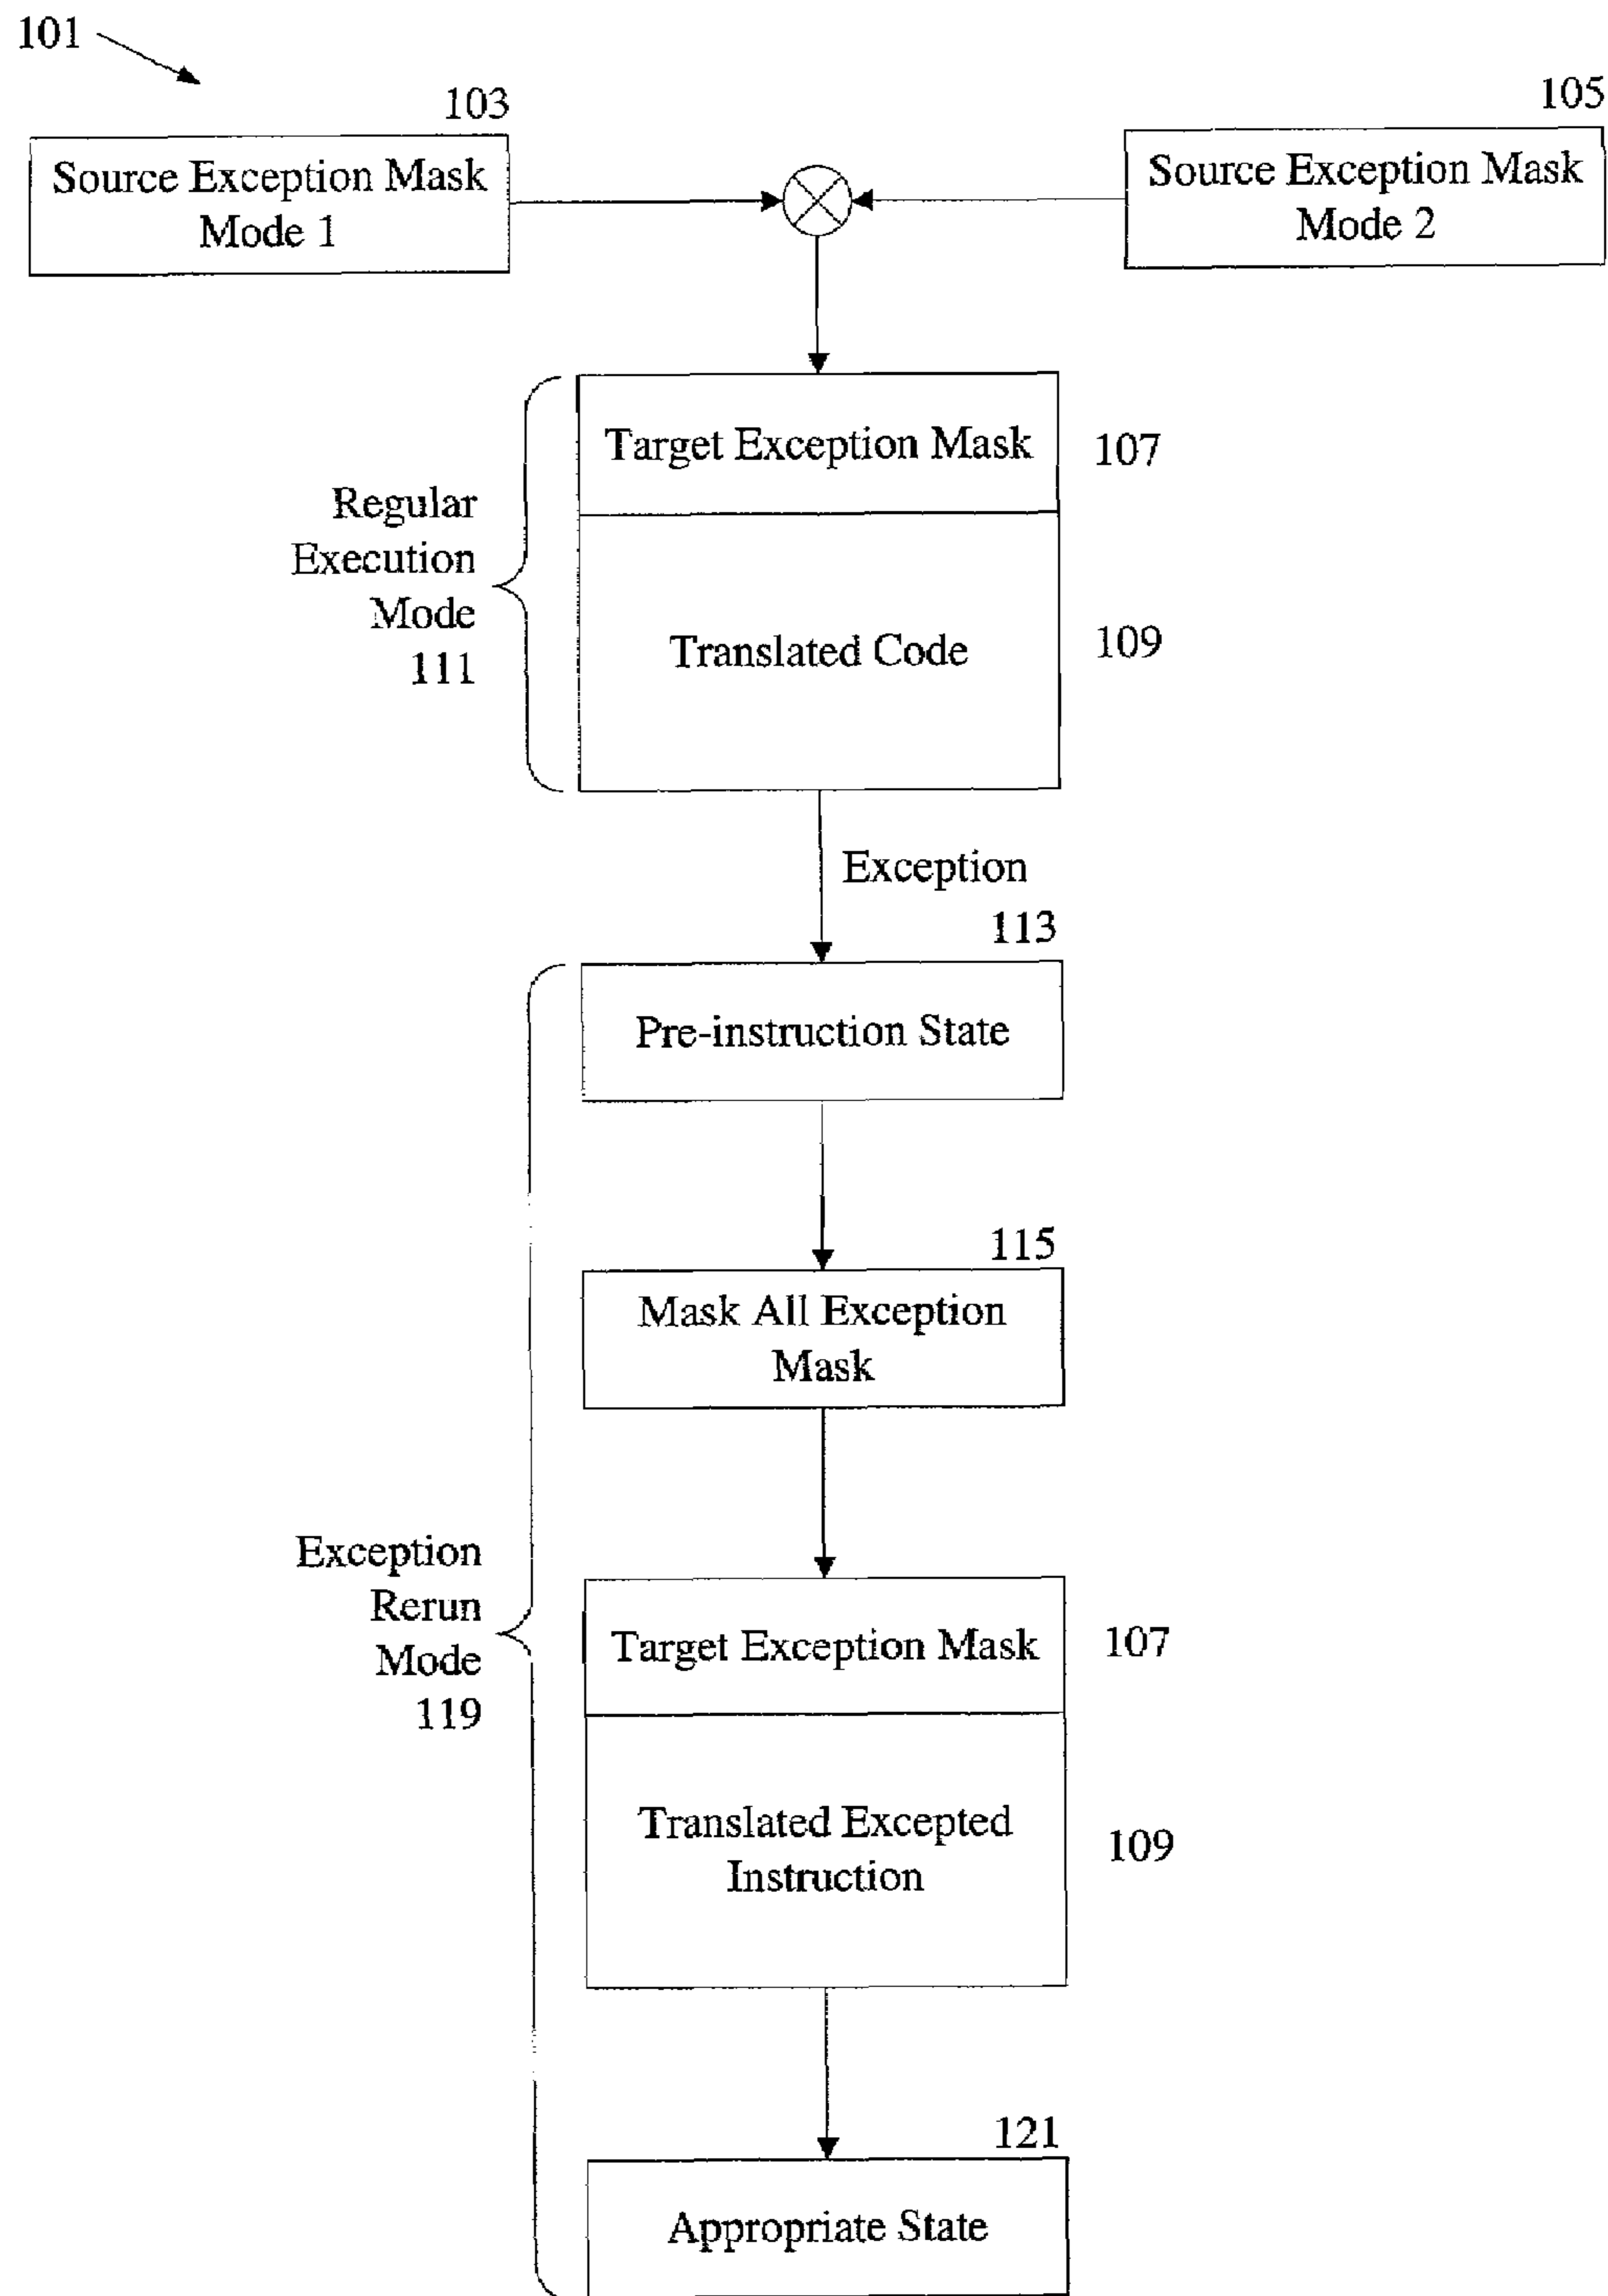 101
103
105
Source Exception Mask
Mode 1
Source Exception Mask
Mode 2
Target Exception Mask
107
Regular
Execution
Mode
111
Translated Code
109
Exception
113
Pre-instruction State
115
Mask All Exception
Mask
Exception
Rerun
Mode
119
Target Exception Mask
107
Translated Excepted
Instruction
109
121
Appropriate State